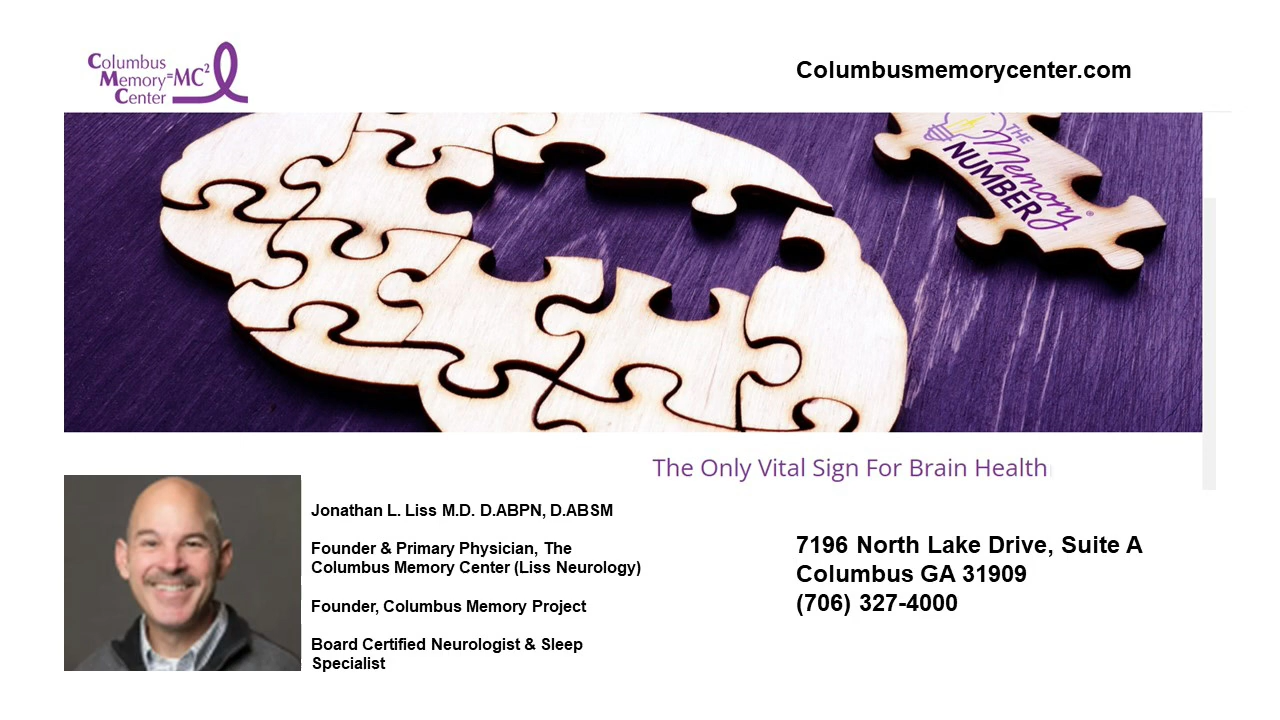 Columbus
Memory=MC²
Center
Columbusmemorycenter.com
THE
Memory®
NUMBER
The Only Vital Sign For Brain Health
Jonathan L. Liss M.D. D.ABPN, D.ABSM
Founder & Primary Physician, The
Columbus Memory Center (Liss Neurology)
Founder, Columbus Memory Project
Board Certified Neurologist & Sleep
Specialist
7196 North Lake Drive, Suite A
Columbus GA 31909
(706) 327-4000